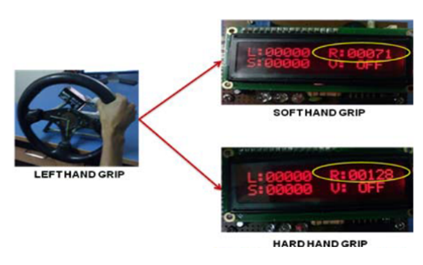 L:00000 R:00071
S:00000 V: OFF
SOFT HAND GRIP
LEFT HAND GRIP
L:00000 R:00128
S:00000 V: OFF
HARD HAND GRIP